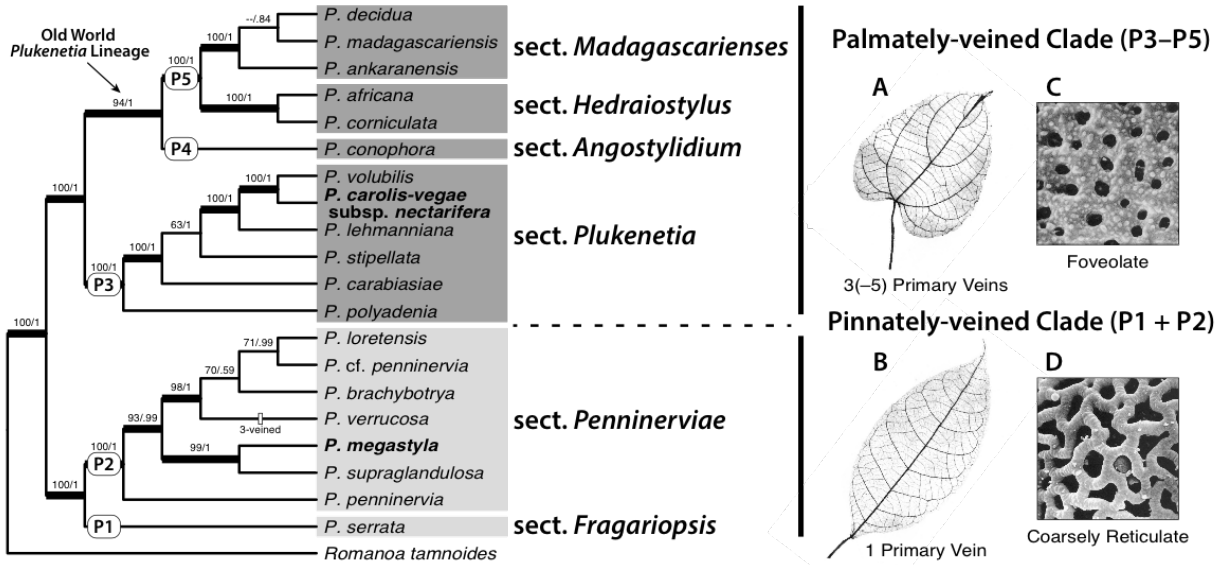 Old World
Plukenetia Lineage
94/1
100/1
P5
100/1
--/.84
100/1
P4
100/1
100/1
P3
100/1
63/1
100/1
100/1
100/1
100/1
P2
93/.99
98/1
70/.59
71/.99
3-veined
99/1
100/1
P1
P. decidua
P. madagascariensis
P. ankaranensis
P. africana
P. corniculata
P. conophora
P. volubilis
P. carolis-vegae
subsp. nectarifera
P. lehmanniana
P. stipellata
P. carabiasiae
P. polyadenia
P. loretensis
P. cf. penninervia
P. brachybotrya
P. verrucosa
P. megastyla
P. supraglandulosa
P. penninervia
P. serrata
Romanoa tamnoides
sect. Madagascarienses
sect. Hedraiostylus
sect. Angostylidium
sect. Plukenetia
sect. Penninerviae
sect. Fragariopsis
Palmately-veined Clade (P3–P5)
A
C
3(–5) Primary Veins
Foveolate
Pinnately-veined Clade (P1 + P2)
B
D
1 Primary Vein
Coarsely Reticulate